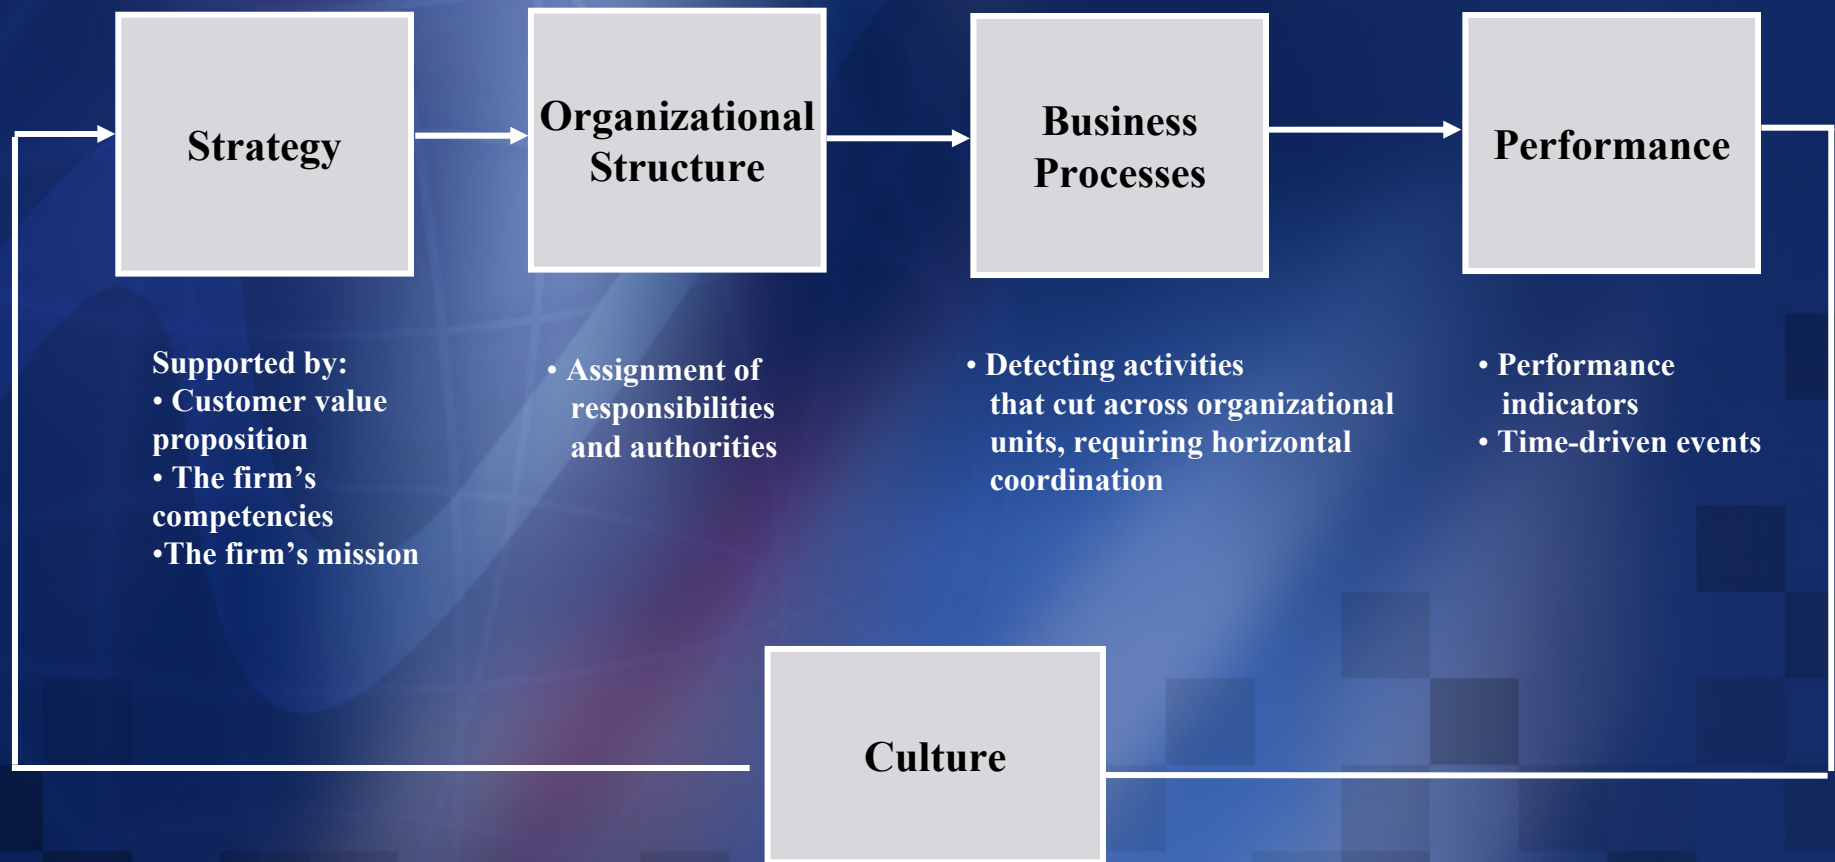 Strategy
Organizational
Structure
Business
Processes
Performance
Supported by:
• Customer value
proposition
• The firm’s
competencies
•The firm’s mission
• Assignment of
responsibilities
and authorities
• Detecting activities
that cut across organizational
units, requiring horizontal
coordination
• Performance
indicators
• Time-driven events
Culture